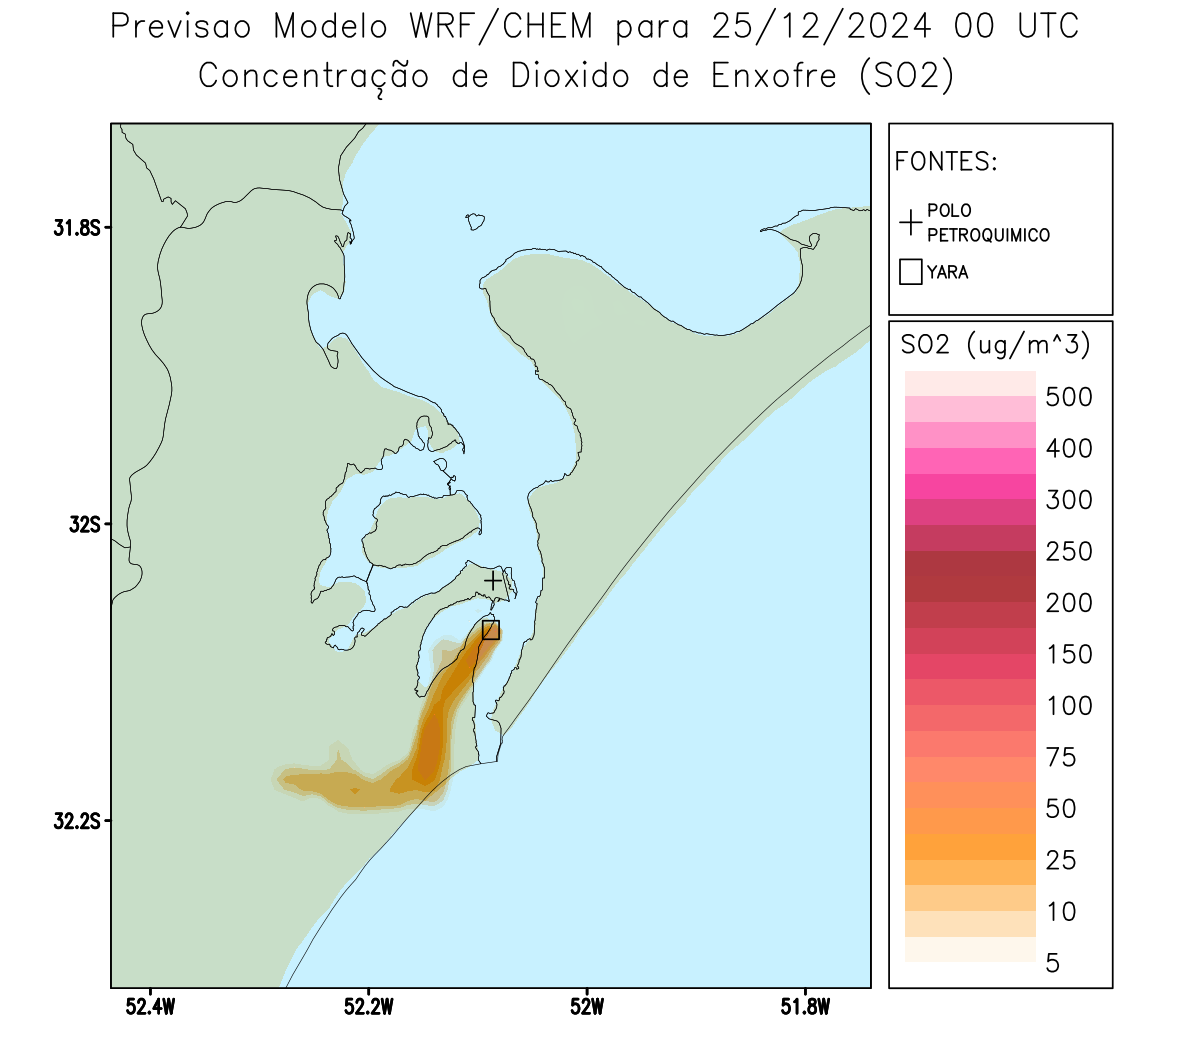 Previsao Modelo WRF/CHEM para 25/12/2024 00 UTC
Concentração de Dioxido de Enxofre (SO2)
FONTES:
POLO
PETROQUIMICO
YARA
SO2 (ug/m^3)
500
400
300
250
200
150
100
75
50
25
10
5
31.8S
32S
32.2S
52.4W
52.2W
52W
51.8W